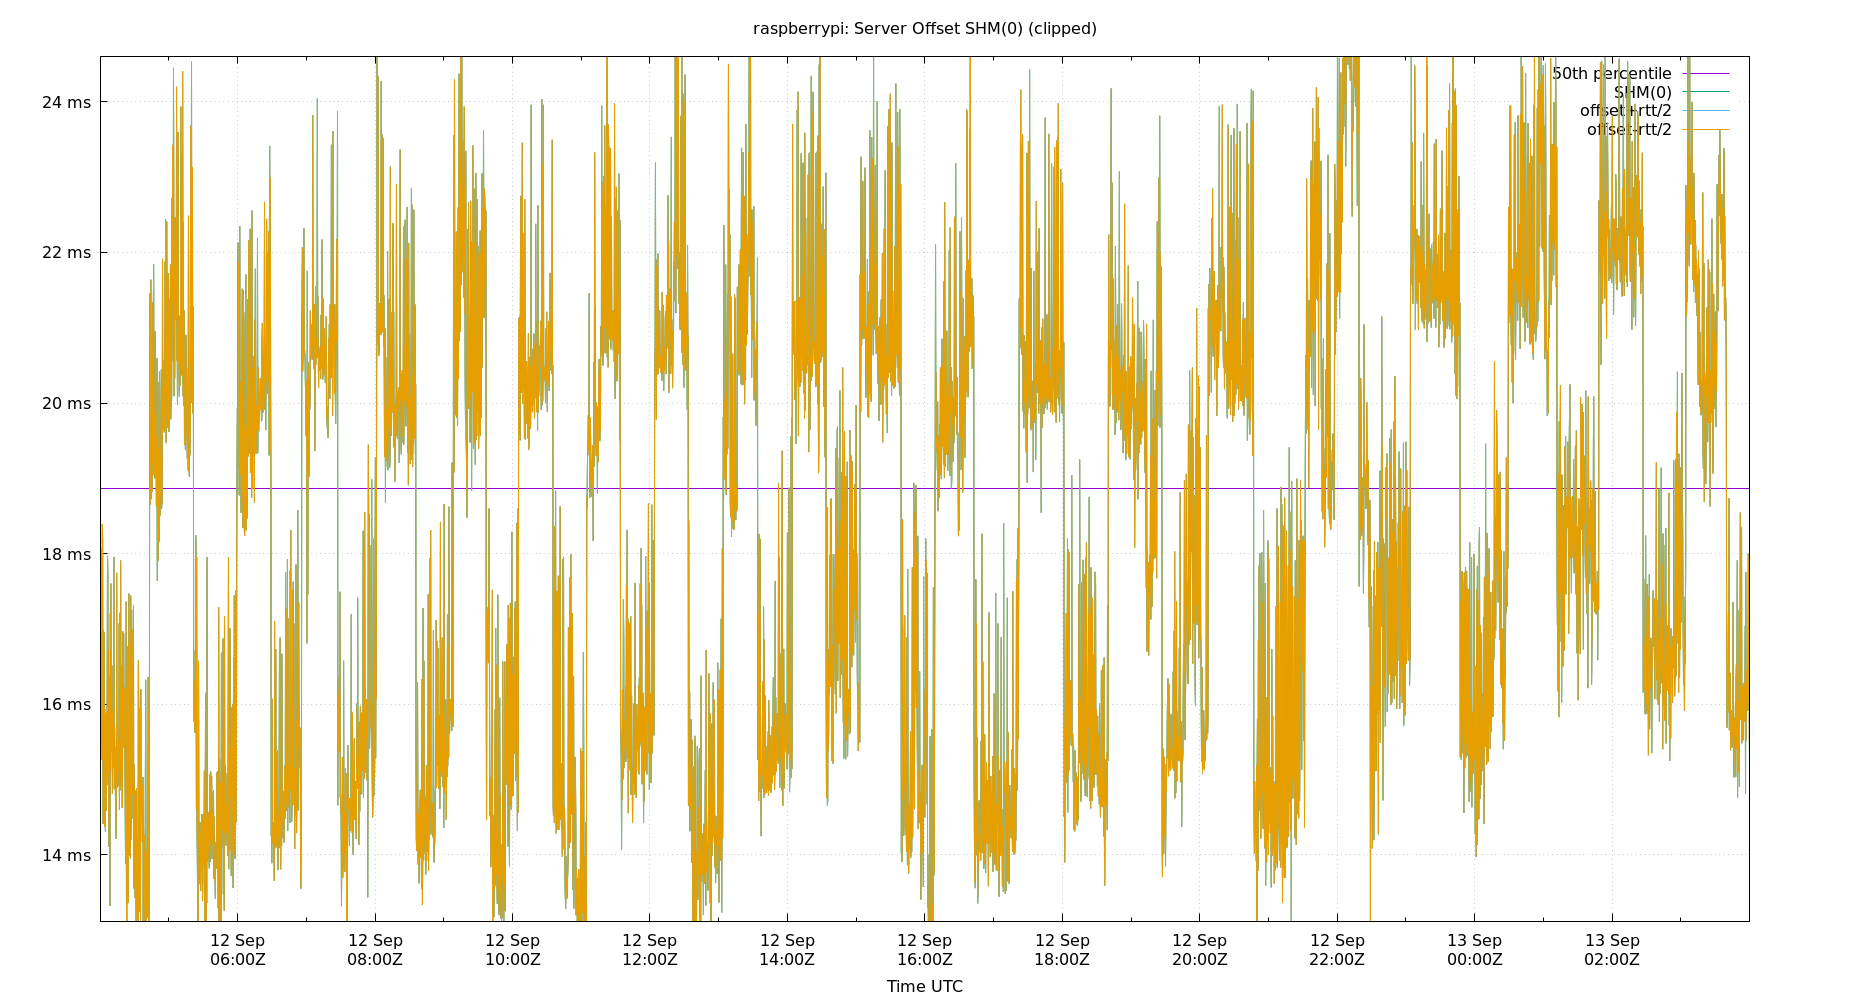 raspberrypi: Server Offset SHM(0) (clipped)
50th percentile
SHM(0)
offset+rtt/2
offset-rtt/2
24 ms
22 ms
20 ms
18 ms
16 ms
14 ms
12 Sep 12 Sep 12 Sep 12 Sep 12 Sep 12 Sep 12 Sep 12 Sep 12 Sep 13 Sep 13 Sep
06:00Z 08:00Z 10:00Z 12:00Z 14:00Z 16:00Z 18:00Z 20:00Z 22:00Z 00:00Z 02:00Z
Time UTC